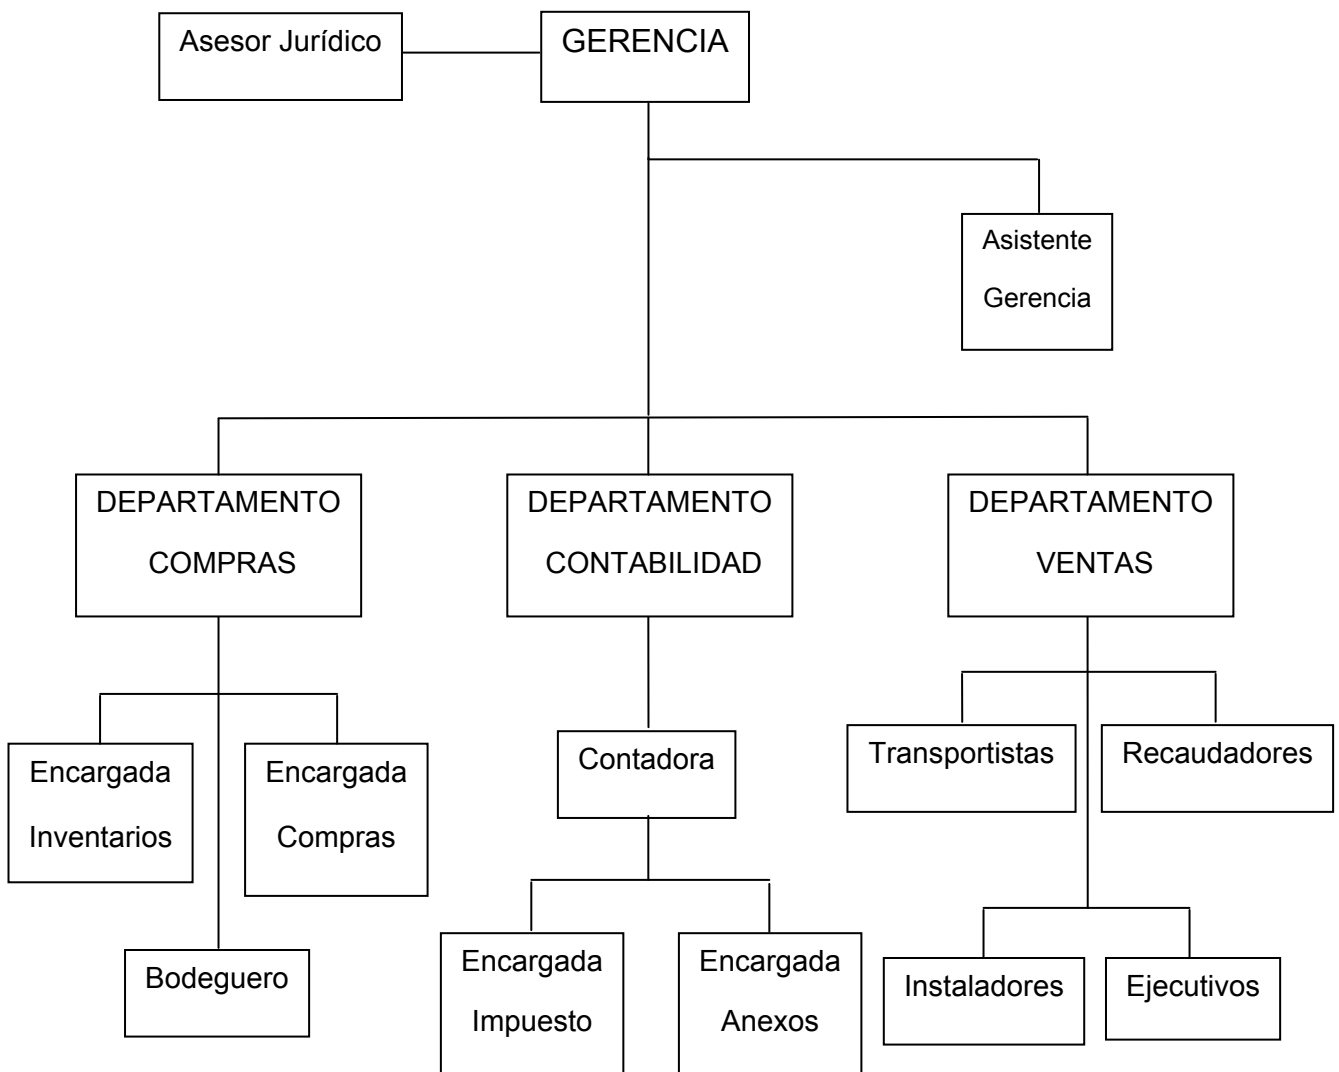 Asesor Jurídico
GERENCIA
Asistente
Gerencia
DEPARTAMENTO
COMPRAS
DEPARTAMENTO
CONTABILIDAD
DEPARTAMENTO
VENTAS
Encargada
Inventarios
Encargada
Compras
Bodeguero
Contadora
Encargada
Impuesto
Encargada
Anexos
Transportistas
Recaudadores
Instaladores
Ejecutivos